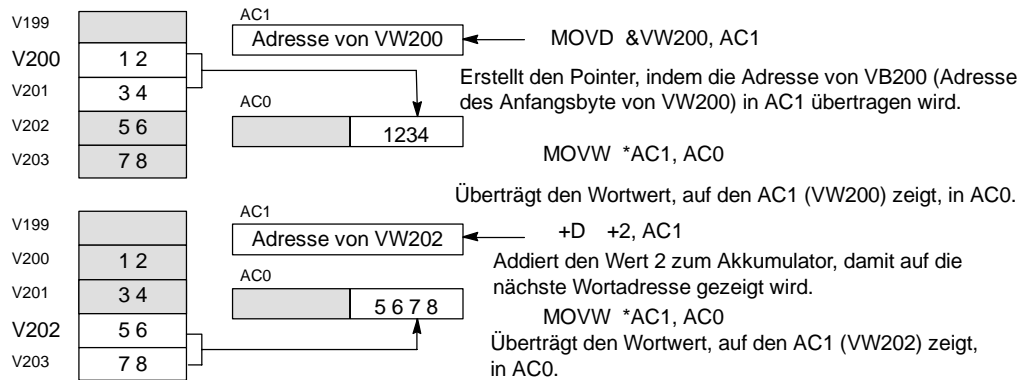 V199
V200
1 2
V201
3 4
V202
5 6
V203
7 8
AC1
Adresse von VW200
MOVD &VW200, AC1
Erstellt den Pointer, indem die Adresse von VB200 (Adresse
des Anfangsbyte von VW200) in AC1 übertragen wird.
AC0
1234
MOVW *AC1, AC0
Überträgt den Wortwert, auf den AC1 (VW200) zeigt, in AC0.
V199
V200
1 2
V201
3 4
V202
5 6
V203
7 8
AC1
Adresse von VW202
+D +2, AC1
Addiert den Wert 2 zum Akkumulator, damit auf die
nächste Wortadresse gezeigt wird.
AC0
5 6 7 8
MOVW *AC1, AC0
Überträgt den Wortwert, auf den AC1 (VW202) zeigt,
in AC0.